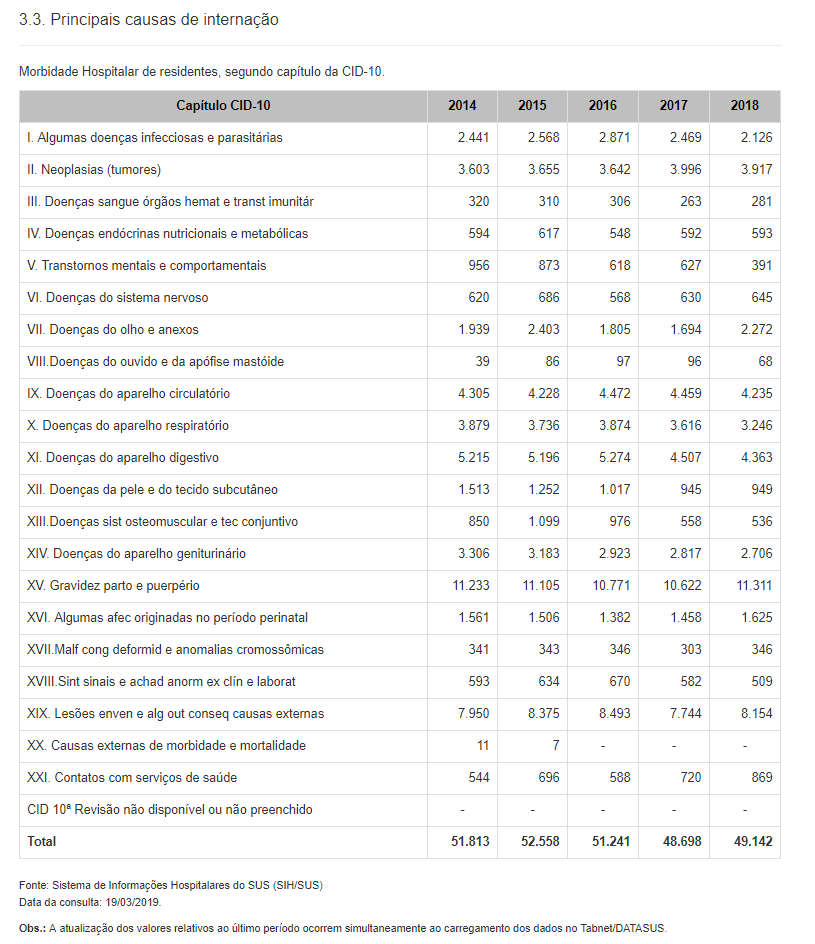 3.3. Principais causas de internação
Morbidade Hospitalar de residentes, segundo capítulo da CID-10.
Capítulo CID-10 2014 2015 2016 2017 2018
I. Algumas doenças infecciosas e parasitárias 2.441 2.568 2.871 2.469 2.126
II. Neoplasias (tumores) 3.603 3.655 3.642 3.996 3.917
III. Doenças sangue órgãos hemat e transt imunitár 320 310 306 263 281
IV. Doenças endócrinas nutricionais e metabólicas 594 617 548 592 593
V. Transtornos mentais e comportamentais 956 873 618 627 391
VI. Doenças do sistema nervoso 620 686 568 630 645
VII. Doenças do olho e anexos 1.939 2.403 1.805 1.694 2.272
VIII.Doenças do ouvido e da apófise mastóide 39 86 97 96 68
IX. Doenças do aparelho circulatório 4.305 4.228 4.472 4.459 4.235
X. Doenças do aparelho respiratório 3.879 3.736 3.874 3.616 3.246
XI. Doenças do aparelho digestivo 5.215 5.196 5.274 4.507 4.363
XII. Doenças da pele e do tecido subcutâneo 1.513 1.252 1.017 945 949
XIII.Doenças sist osteomuscular e tec conjuntivo 850 1.099 976 558 536
XIV. Doenças do aparelho geniturinário 3.306 3.183 2.923 2.817 2.706
XV. Gravidez parto e puerpério 11.233 11.105 10.771 10.622 11.311
XVI. Algumas afec originadas no período perinatal 1.561 1.506 1.382 1.458 1.625
XVII.Malf cong deformid e anomalias cromossômicas 341 343 346 303 346
XVIII.Sint sinais e achad anorm ex clín e laborat 593 634 670 582 509
XIX. Lesões enven e alg out conseq causas externas 7.950 8.375 8.493 7.744 8.154
XX. Causas externas de morbidade e mortalidade 11 7 - - -
XXI. Contatos com serviços de saúde 544 696 588 720 869
CID 10ª Revisão não disponível ou não preenchido - - - - -
Total 51.813 52.558 51.241 48.698 49.142
Fonte: Sistema de Informações Hospitalares do SUS (SIH/SUS)
Data da consulta: 19/03/2019.
Obs.: A atualização dos valores relativos ao último período ocorrem simultaneamente ao carregamento dos dados no Tabnet/DATASUS.